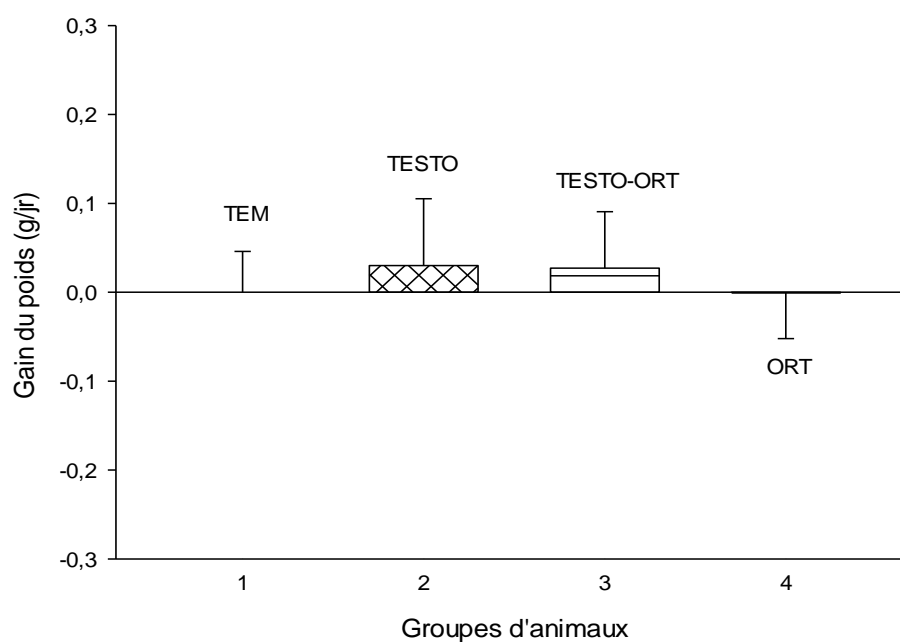 0,3
0,2
TESTO
TESTO-ORT
0,1
TEM
0,0
ORT
-0,1
-0,2
-0,3
Gain du poids (g/jr)
1 2 3 4
Groupes d'animaux